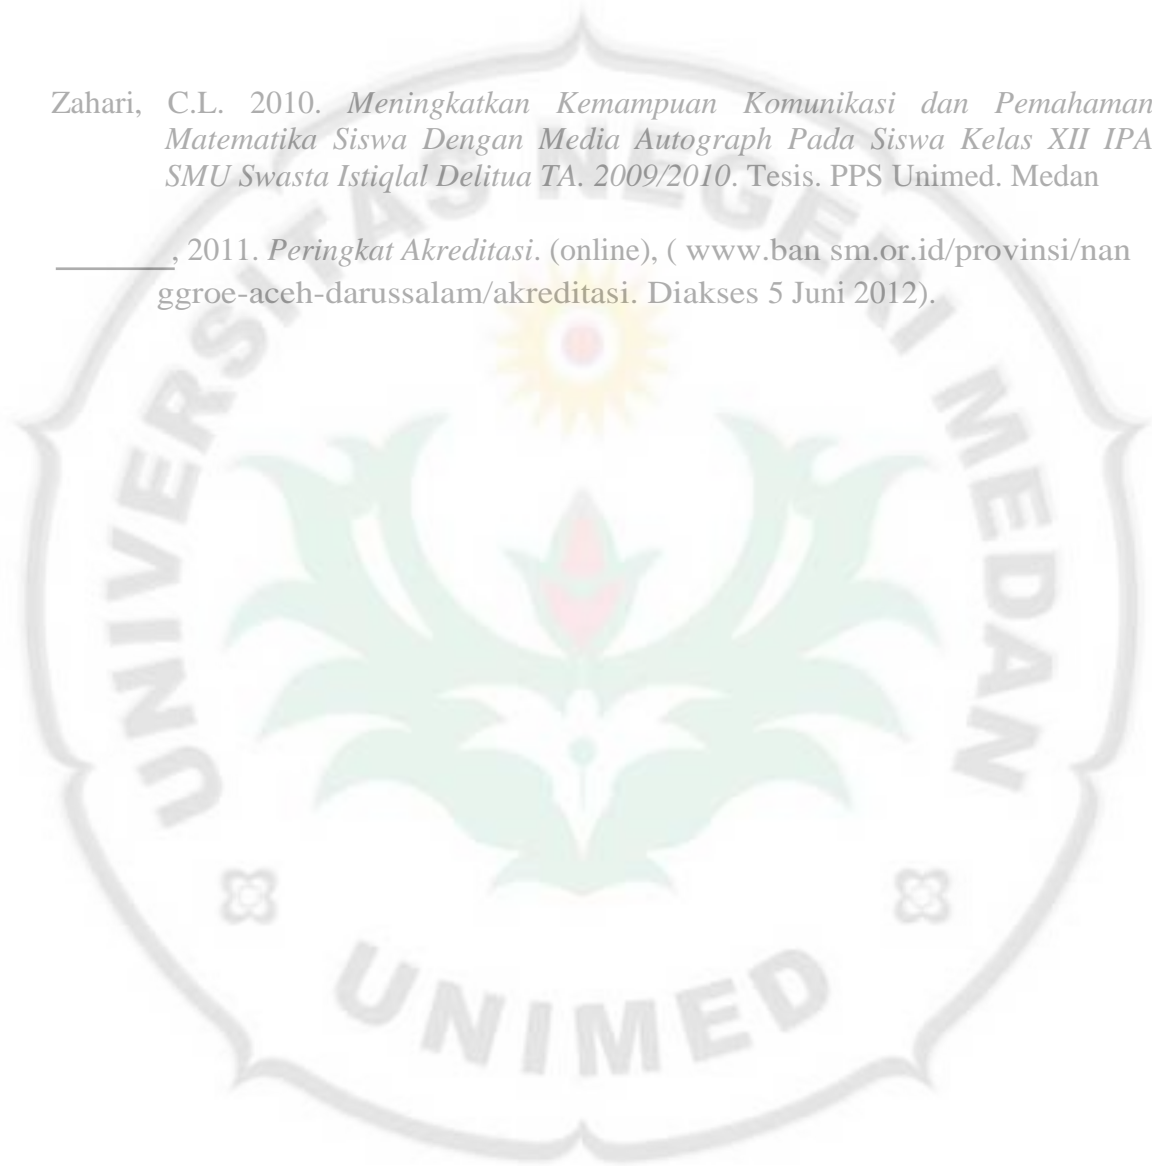 Zahari, C.L. 2010. Meningkatkan Kemampuan Komunikasi dan Pemahaman
Matematika Siswa Dengan Media Autograph Pada Siswa Kelas XII IPA
SMU Swasta Istiqlal Delitua TA. 2009/2010. Tesis. PPS Unimed. Medan
_______, 2011. Peringkat Akreditasi. (online), ( www.ban sm.or.id/provinsi/nan
ggroe-aceh-darussalam/akreditasi. Diakses 5 Juni 2012).
UNIVERSITAS NEGERI MEDAN
UNIMED